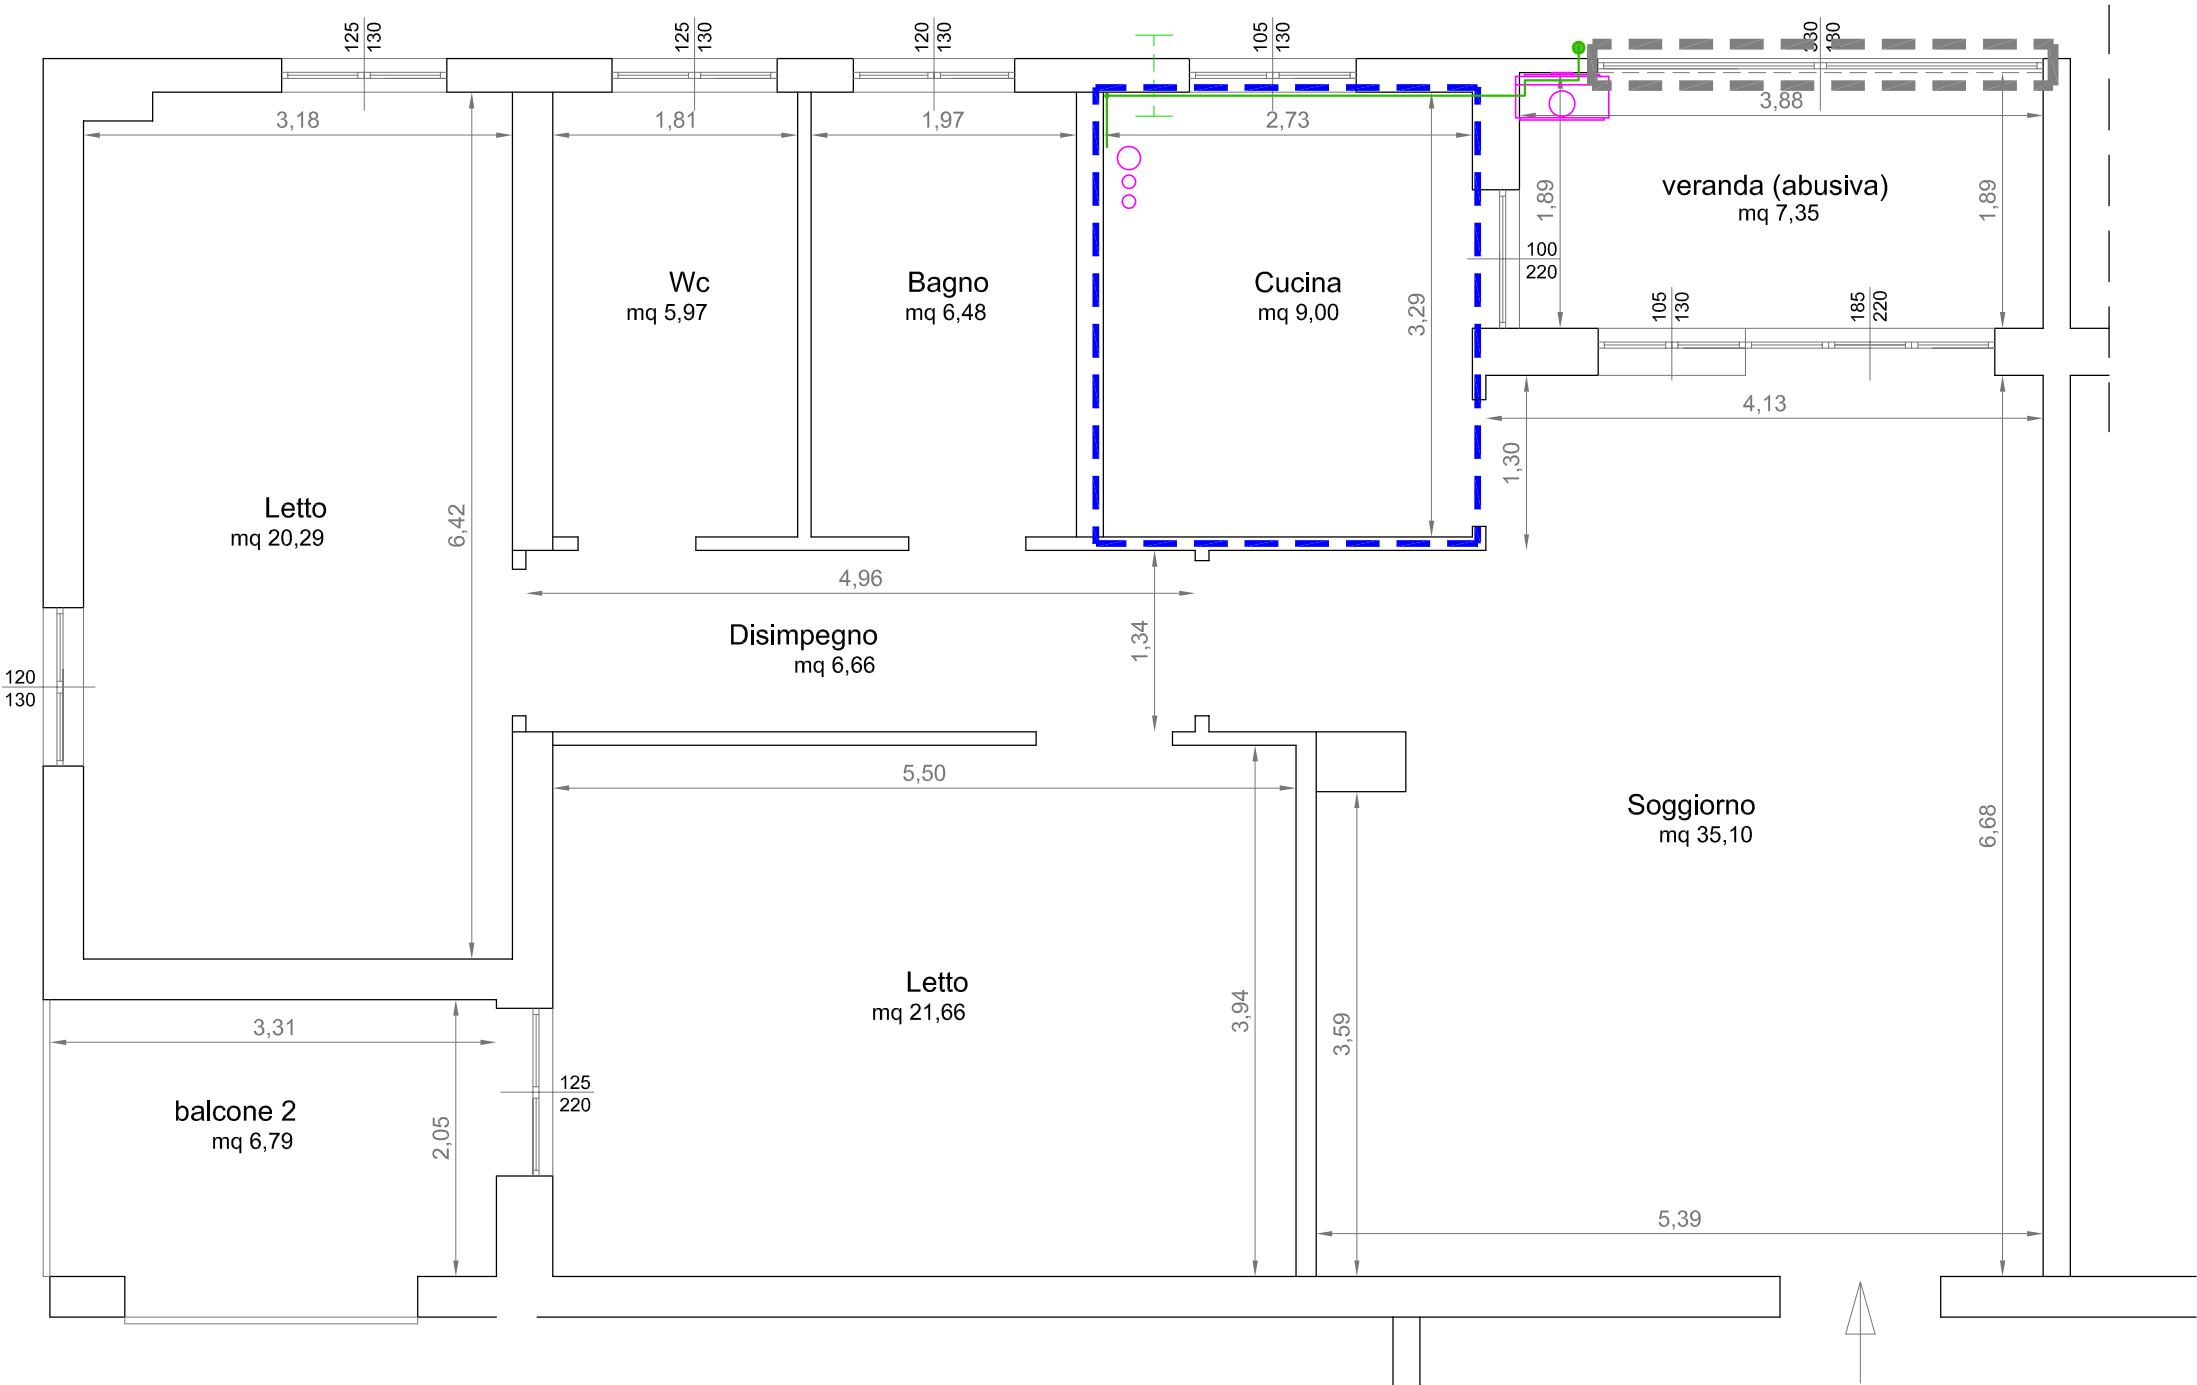 125
130
125
130
120
130
105
130
330
180
3,18
1,81
1,97
2,73
3,88
1,89
veranda (abusiva)
mq 7,35
1,89
Wc
mq 5,97
Bagno
mq 6,48
Cucina
mq 9,00
3,29
100
220
105
130
185
220
4,13
1,30
Letto
mq 20,29
6,42
4,96
Disimpegno
mq 6,66
1,34
120
130
5,50
Soggiorno
mq 35,10
6,68
Letto
mq 21,66
3,94
3,59
3,31
125
220
balcone 2
mq 6,79
2,05
5,39